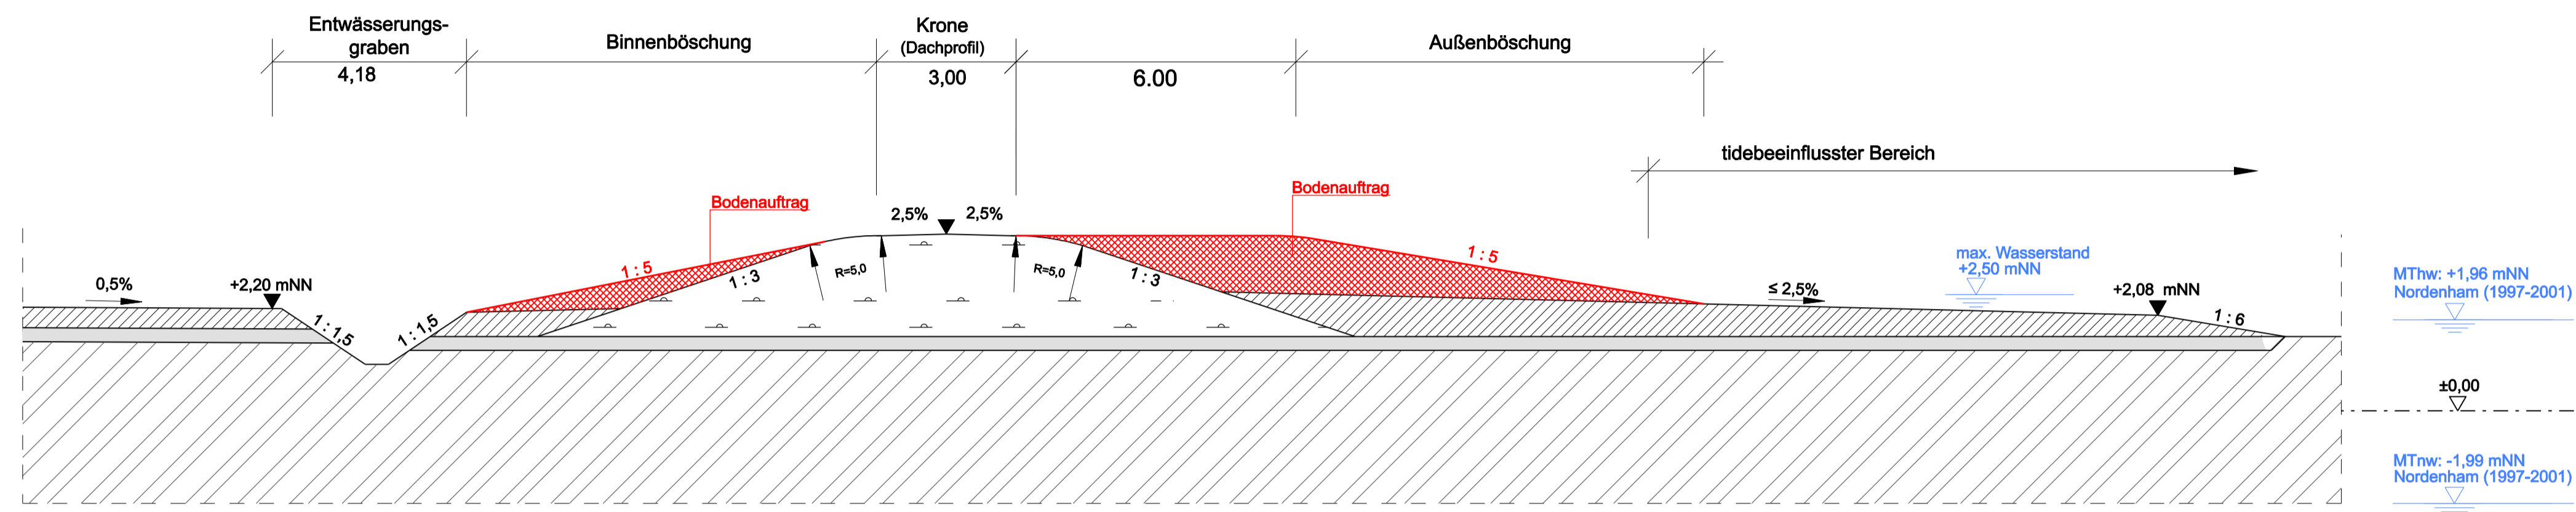 Entwässerungs-
graben
4,18
Binnenböschung
Krone
(Dachprofil)
3,00
6.00
Außenböschung
tidebeeinflusster Bereich
Bodenauftrag
Bodenauftrag
2,5%
2,5%
0,5%
+2,20 mNN
1 : 1,5
1 : 1,5
1 : 5
1 : 3
R=5,0
R=5,0
1 : 3
1 : 5
≤ 2,5%
max. Wasserstand
+2,50 mNN
+2,08 mNN
1 : 6
MThw: +1,96 mNN
Nordenham (1997-2001)
±0,00
MTnw: -1,99 mNN
Nordenham (1997-2001)